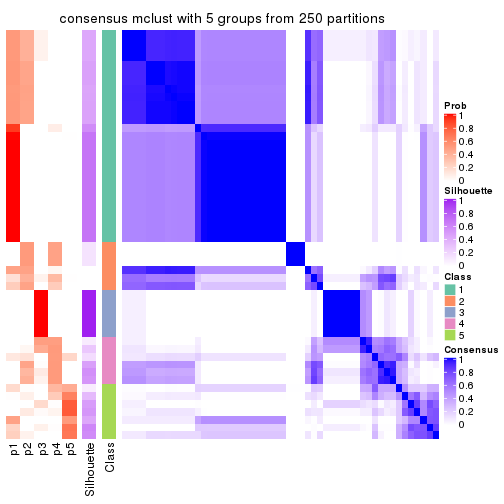 consensus mclust with 5 groups from 250 partitions
Prob
1
0.8
0.6
0.4
0.2
0
Silhouette
1
0.8
0.6
0.4
0.2
0
Class
1
2
3
4
5
Consensus
1
0.8
0.6
0.4
0.2
0
p1
p2
p3
p4
p5
Silhouette
Class